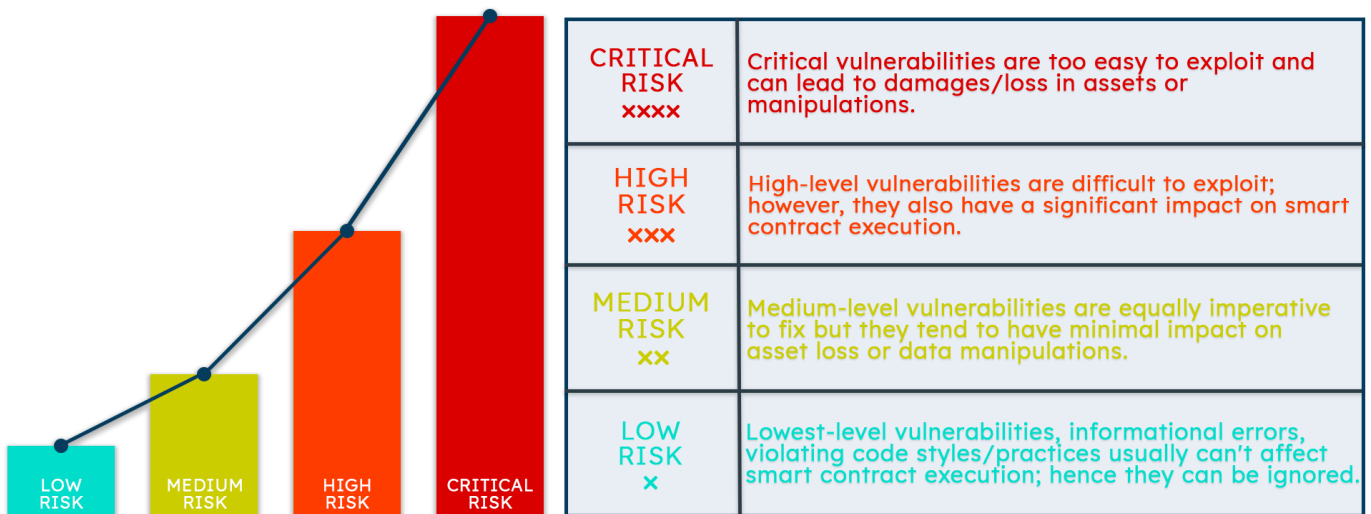 LOW
RISK
MEDIUM
RISK
HIGH
RISK
CRITICAL
RISK
CRITICAL
RISK
××××
Critical vulnerabilities are too easy to exploit and
can lead to damages/loss in assets or
manipulations.
HIGH
RISK
×××
High-level vulnerabilities are difficult to exploit;
however, they also have a significant impact on smart
contract execution.
MEDIUM
RISK
××
Medium-level vulnerabilities are equally imperative
to fix but they tend to have minimal impact on
asset loss or data manipulations.
LOW
RISK
×
Lowest-level vulnerabilities, informational errors,
violating code styles/practices usually can't affect
smart contract execution; hence they can be ignored.